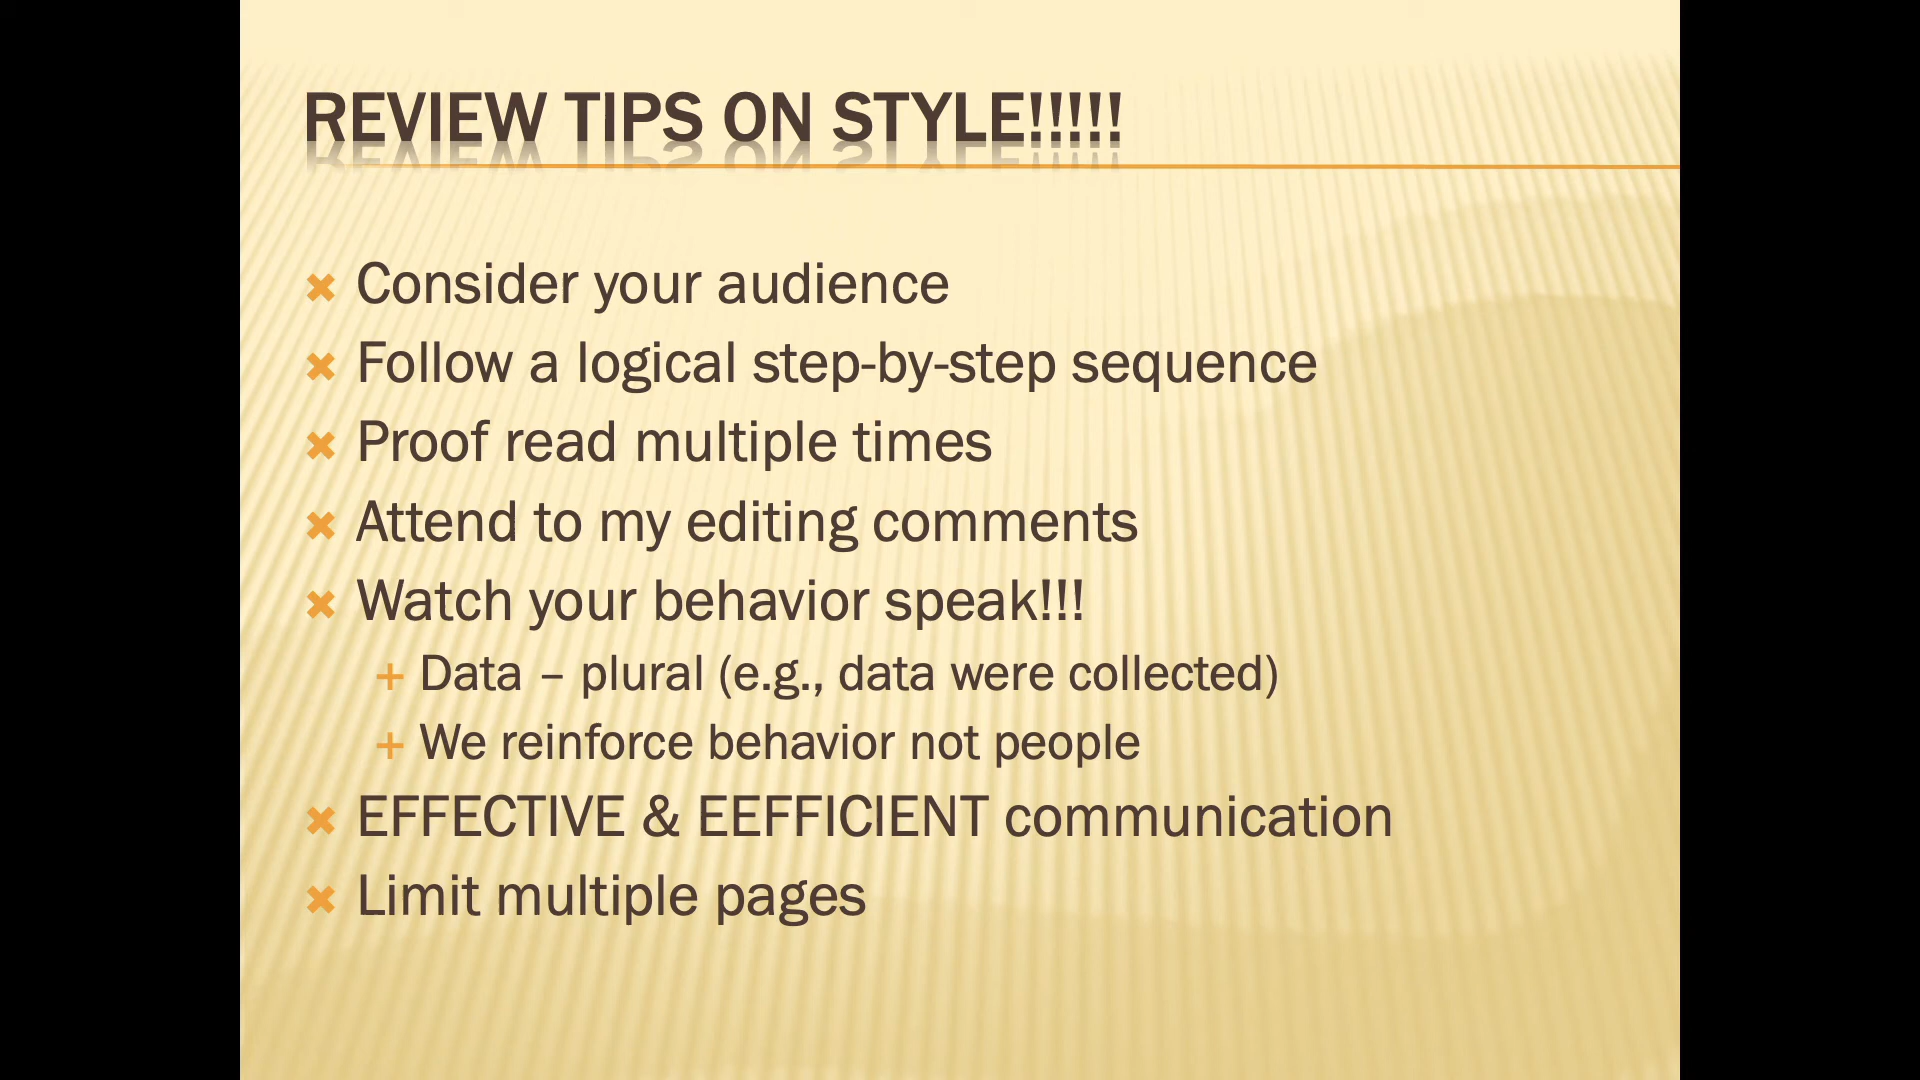 REVIEW TIPS ON STYLE!!!!!
Consider your audience
Follow a logical step-by-step sequence
Proof read multiple times
Attend to my editing comments
Watch your behavior speak!!!
Data – plural (e.g., data were collected)
We reinforce behavior not people
EFFECTIVE & EEFFICIENT communication
Limit multiple pages